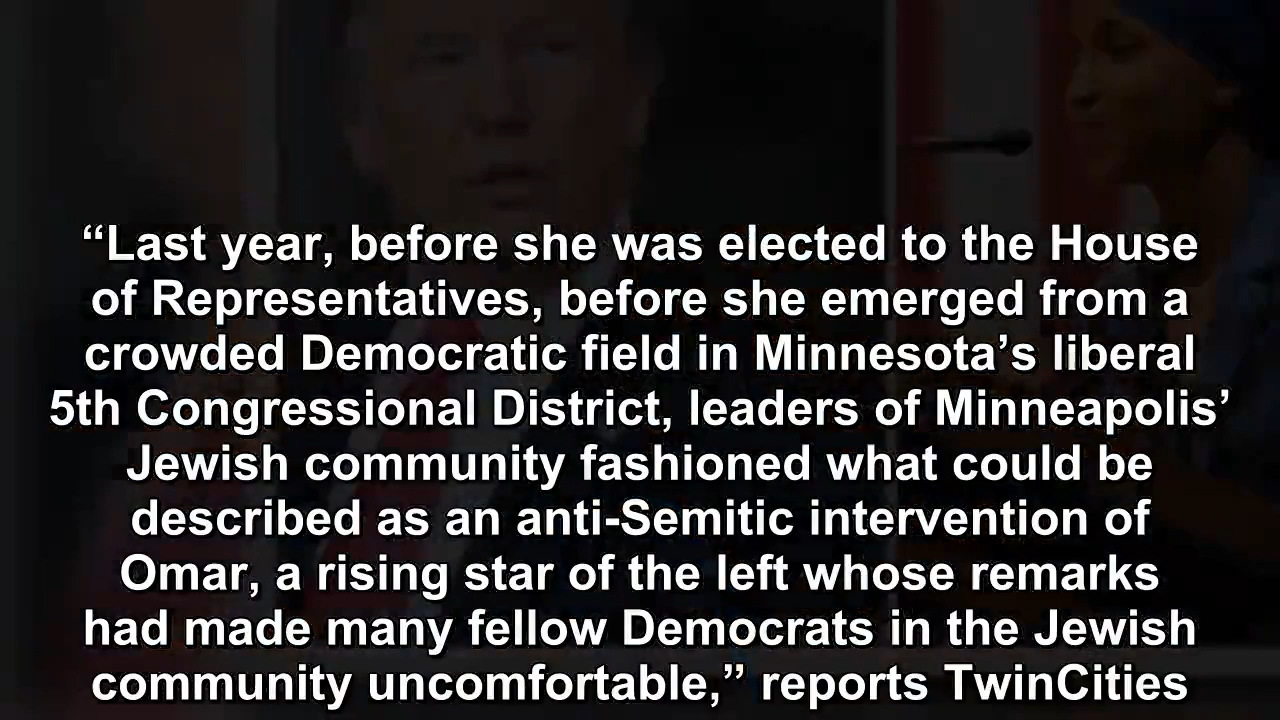 “Last year, before she was elected to the House
of Representatives, before she emerged from a
crowded Democratic field in Minnesota’s liberal
5th Congressional District, leaders of Minneapolis’
Jewish community fashioned what could be
described as an anti-Semitic intervention of
Omar, a rising star of the left whose remarks
had made many fellow Democrats in the Jewish
community uncomfortable,” reports TwinCities